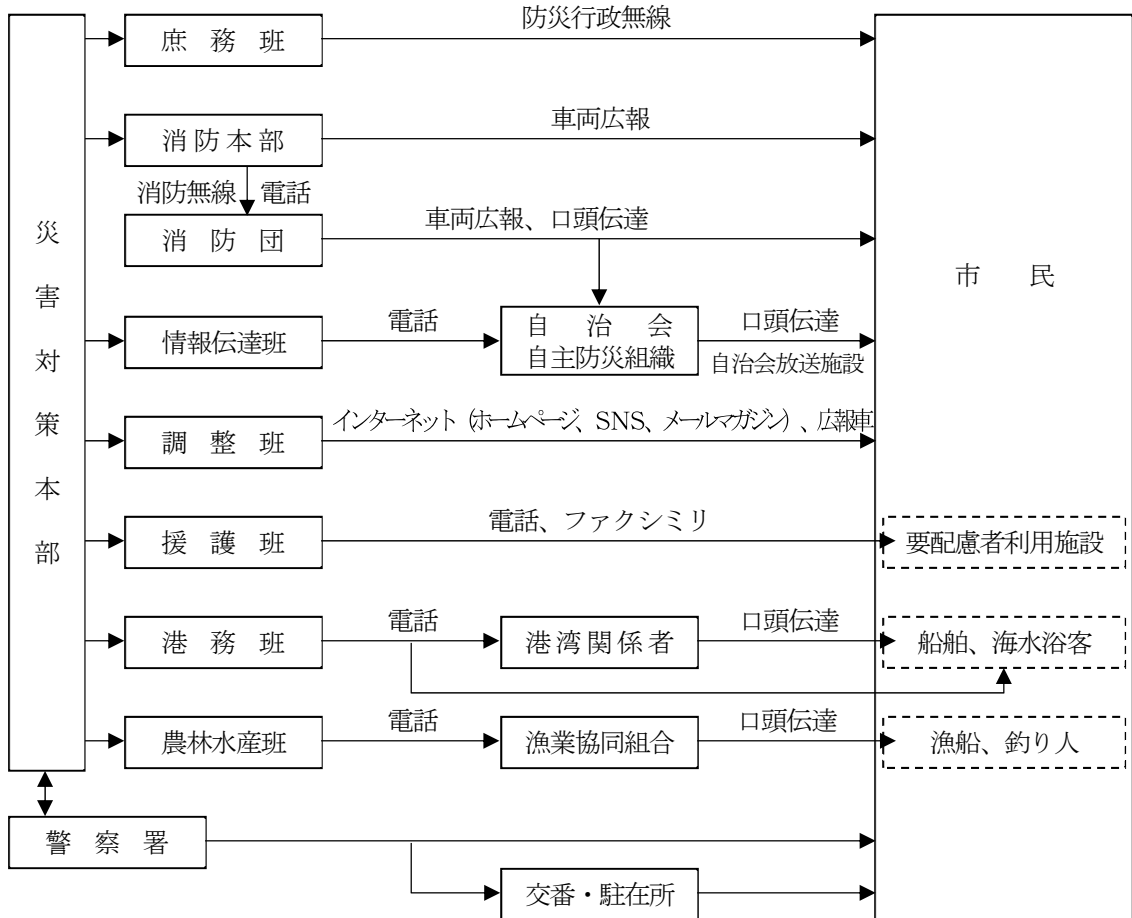 防災行政無線
庶務班
車両広報
消防本部
消防無線 電話
車両広報、口頭伝達
消防団
災害対策本部
市民
電話
自治会
自主防災組織
口頭伝達
自治会放送施設
情報伝達班
インターネット（ホームページ、SNS、メールマガジン）、広報車
調整班
電話、ファクシミリ
援護班
要配慮者利用施設
電話
口頭伝達
港務班
港湾関係者
船舶、海水浴客
電話
口頭伝達
農林水産班
漁業協同組合
漁船、釣り人
警察署
交番・駐在所